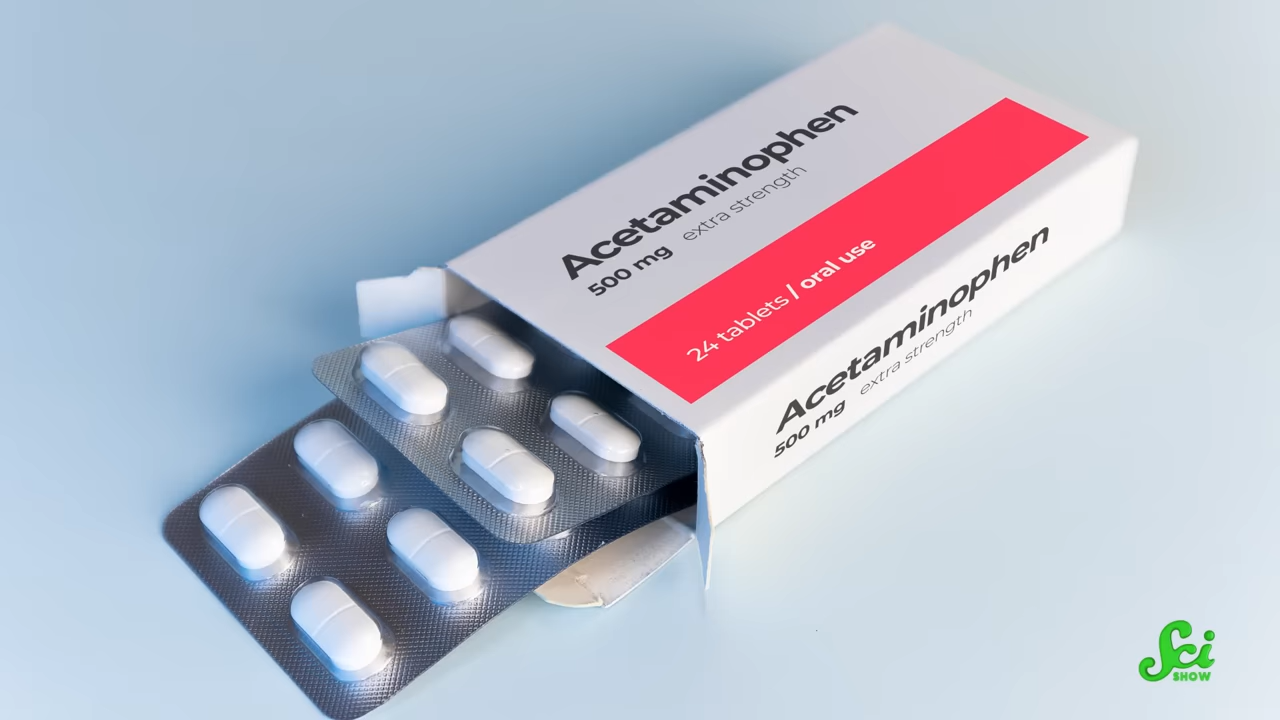 Acetaminophen
500 mg extra strength
24 tablets / oral use
Acetaminophen
500 mg extra strength
Sci
SHOW